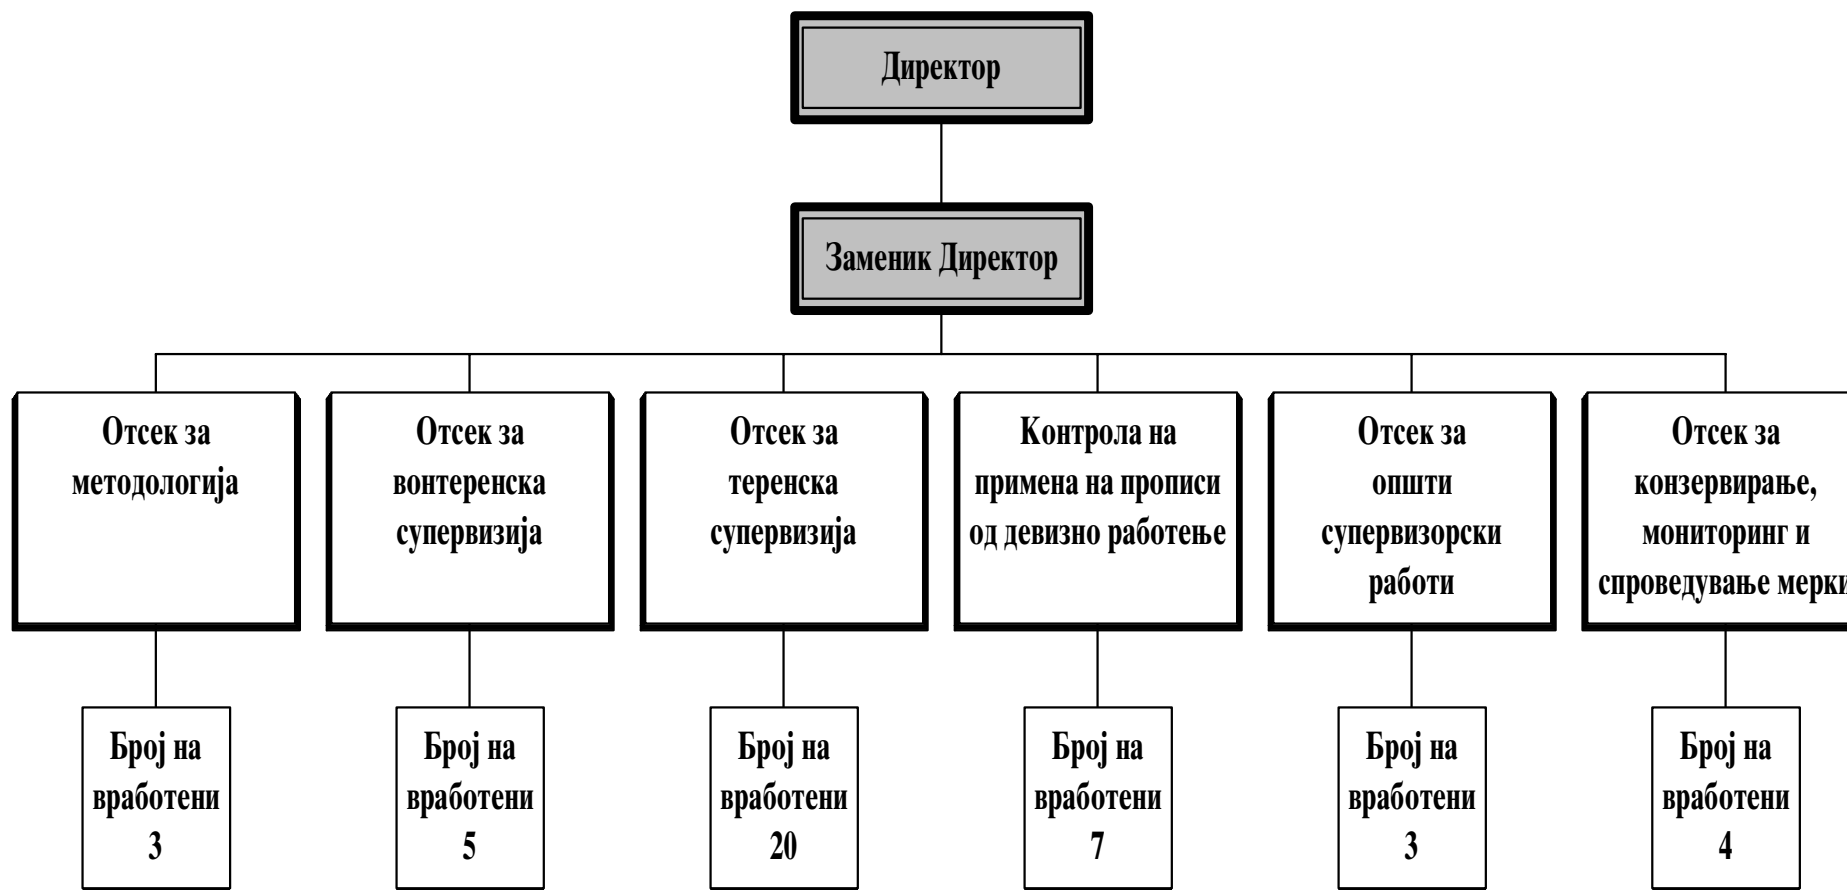 Директор
Заменик Директор
Отсек за
методологија
Отсек за
вонтеренска
супервизија
Отсек за
теренска
супервизија
Контрола на
примена на прописи
од девизно работење
Отсек за
општи
супервизорски
работи
Отсек за
конзервирање,
мониторинг и
спроведување мерки
Број на
вработени
3
Број на
вработени
5
Број на
вработени
20
Број на
вработени
7
Број на
вработени
3
Број на
вработени
4